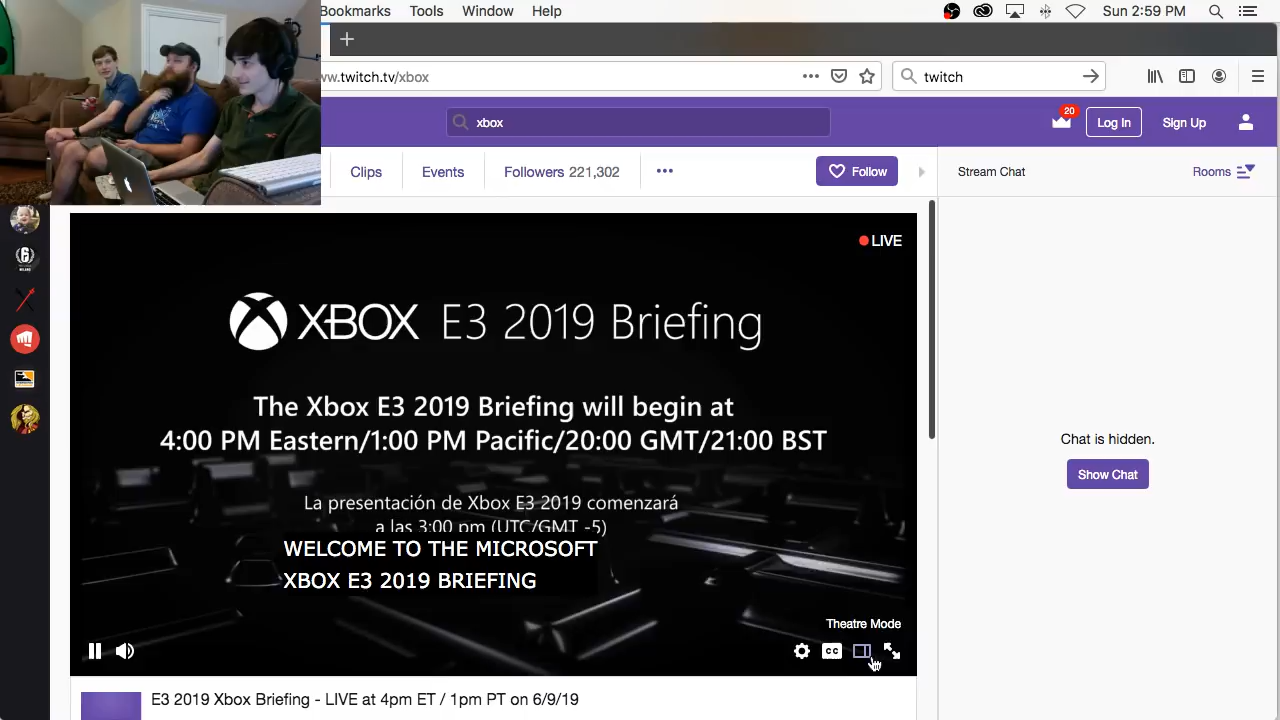 Bookmarks Tools Window Help
Sun 2:59 PM
www.twitch.tv/xbox
twitch
xbox
20
Log In
Sign Up
Clips
Events
Followers 221,302
Follow
Stream Chat
Rooms
LIVE
XBOX E3 2019 Briefing
The Xbox E3 2019 Briefing will begin at
4:00 PM Eastern/1:00 PM Pacific/20:00 GMT/21:00 BST
La presentación de Xbox E3 2019 comenzará
a las 3:00 pm (UTC/GMT -5)
WELCOME TO THE MICROSOFT
XBOX E3 2019 BRIEFING
Chat is hidden.
Show Chat
Theatre Mode
CC
E3 2019 Xbox Briefing - LIVE at 4pm ET / 1pm PT on 6/9/19